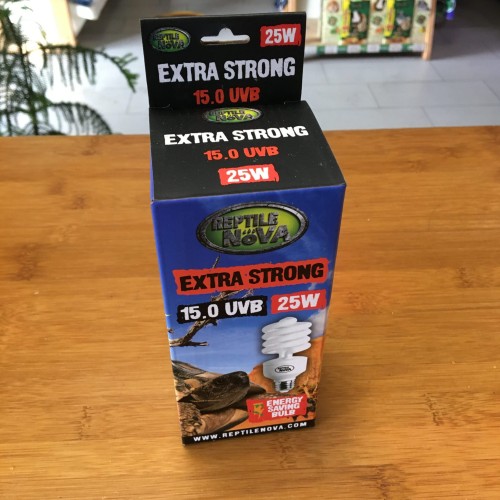 REPTILE
NOVA
25W
EXTRA STRONG
15.0 UVB
REPTILE
EXTRA STRONG
15.0 UVB
25W
REPTILE
NOVA
EXTRA STRONG
15.0 UVB 25W
ENERGY
SAVING
BULB
WWW.REPTILENOVA.COM